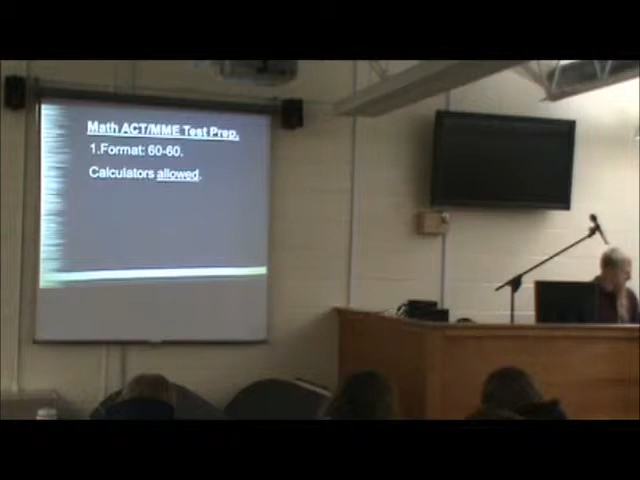 Math ACT/MME Test Prep.
1.Format: 60-60.
Calculators allowed.